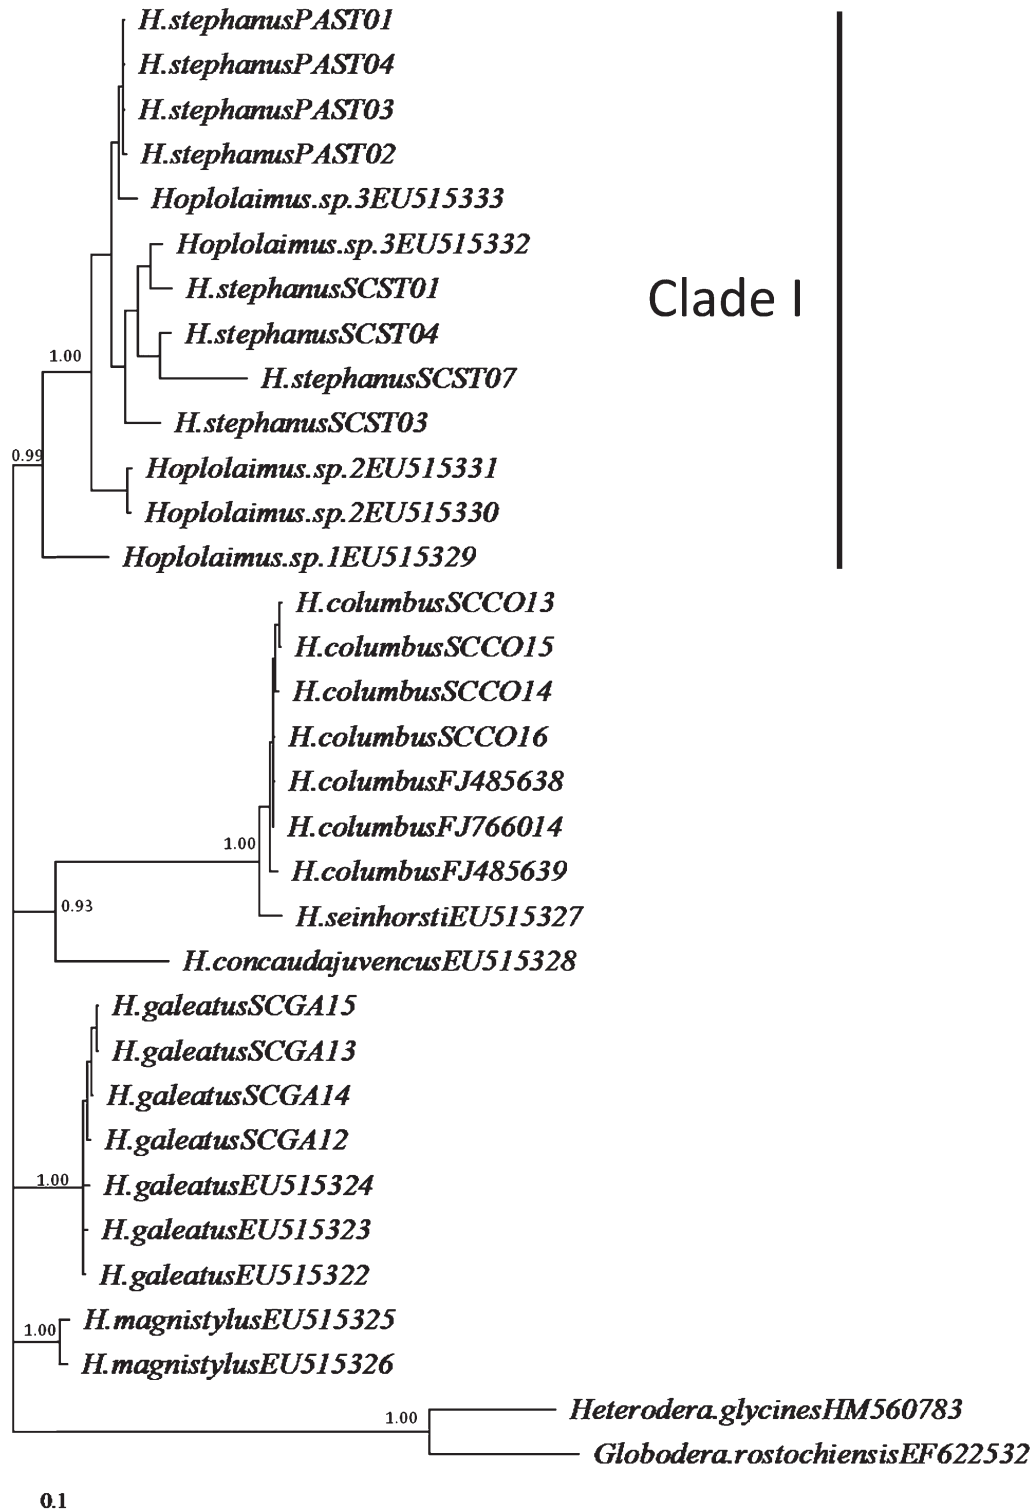 H.stephanusPAST01
H.stephanusPAST04
H.stephanusPAST03
H.stephanusPAST02
Hoplolaimus.sp.3EU515333
Hoplolaimus.sp.3EU515332
H.stephanusSCST01
Clade I
H.stephanusSCST04
1.00
H.stephanusSCST07
H.stephanusSCST03
0.99
Hoplolaimus.sp.2EU515331
Hoplolaimus.sp.2EU515330
Hoplolaimus.sp.1EU515329
H.columbusSCCO13
H.columbusSCCO15
H.columbusSCCO14
H.columbusSCCO16
H.columbusFJ485638
H.columbusFJ766014
1.00
H.columbusFJ485639
0.93
H.seinhorstiEU515327
H.concaudajuvencusEU515328
H.galeatusSCGA15
H.galeatusSCGA13
H.galeatusSCGA14
H.galeatusSCGA12
1.00
H.galeatusEU515324
H.galeatusEU515323
H.galeatusEU515322
H.magnistylusEU515325
1.00
H.magnistylusEU515326
Heterodera.glycinesHM560783
1.00
Globodera.rostochiensisEF622532
0.1